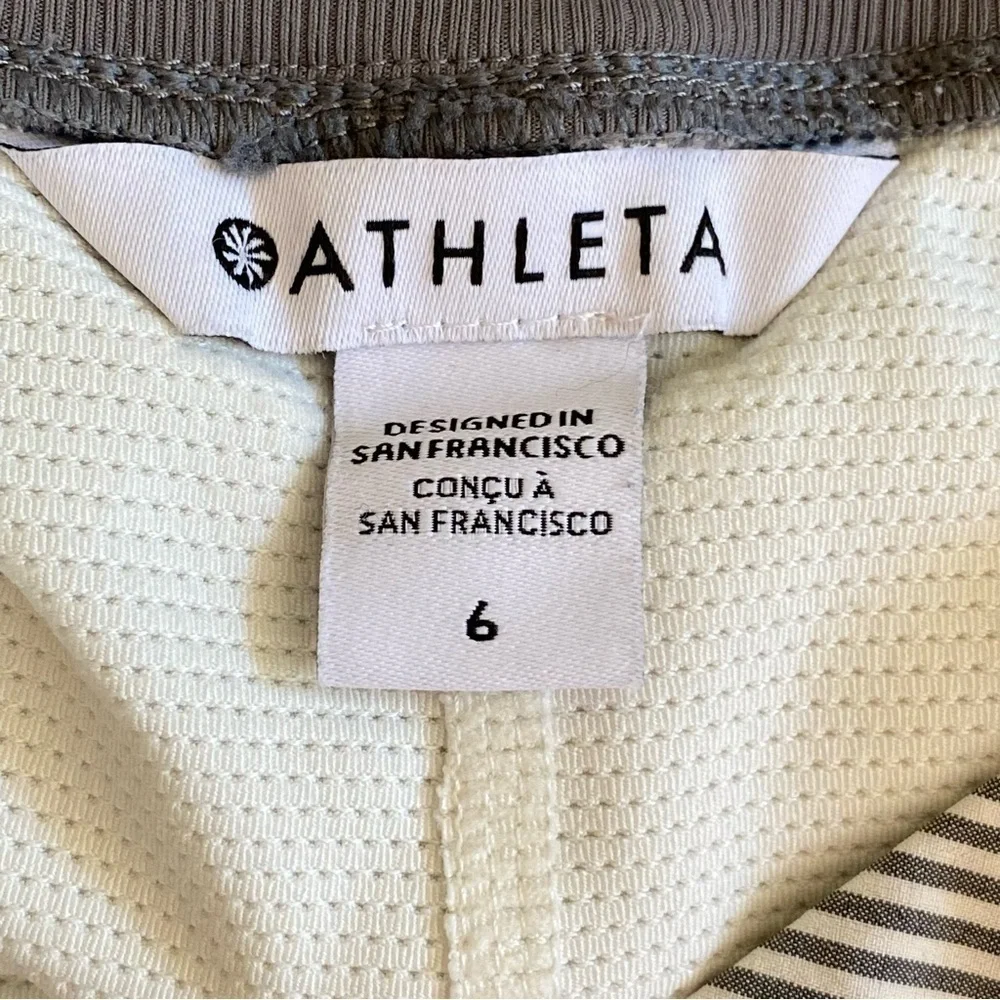 ATHLETA
DESIGNED IN
SAN FRANCISCO
CONÇU À
SAN FRANCISCO
6